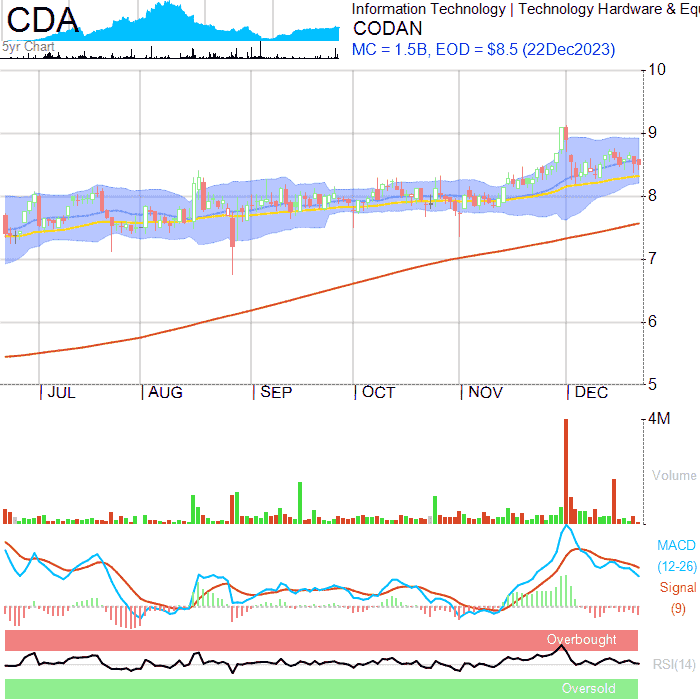 CDA
5yr Chart
Information Technology | Technology Hardware & Equ
CODAN
MC = 1.5B, EOD = $8.5 (22Dec2023)
10
9
8
7
6
5
JUL AUG SEP OCT NOV DEC
4M
Volume
MACD
(12-26)
Signal
(9)
Overbought
RSI(14)
Oversold